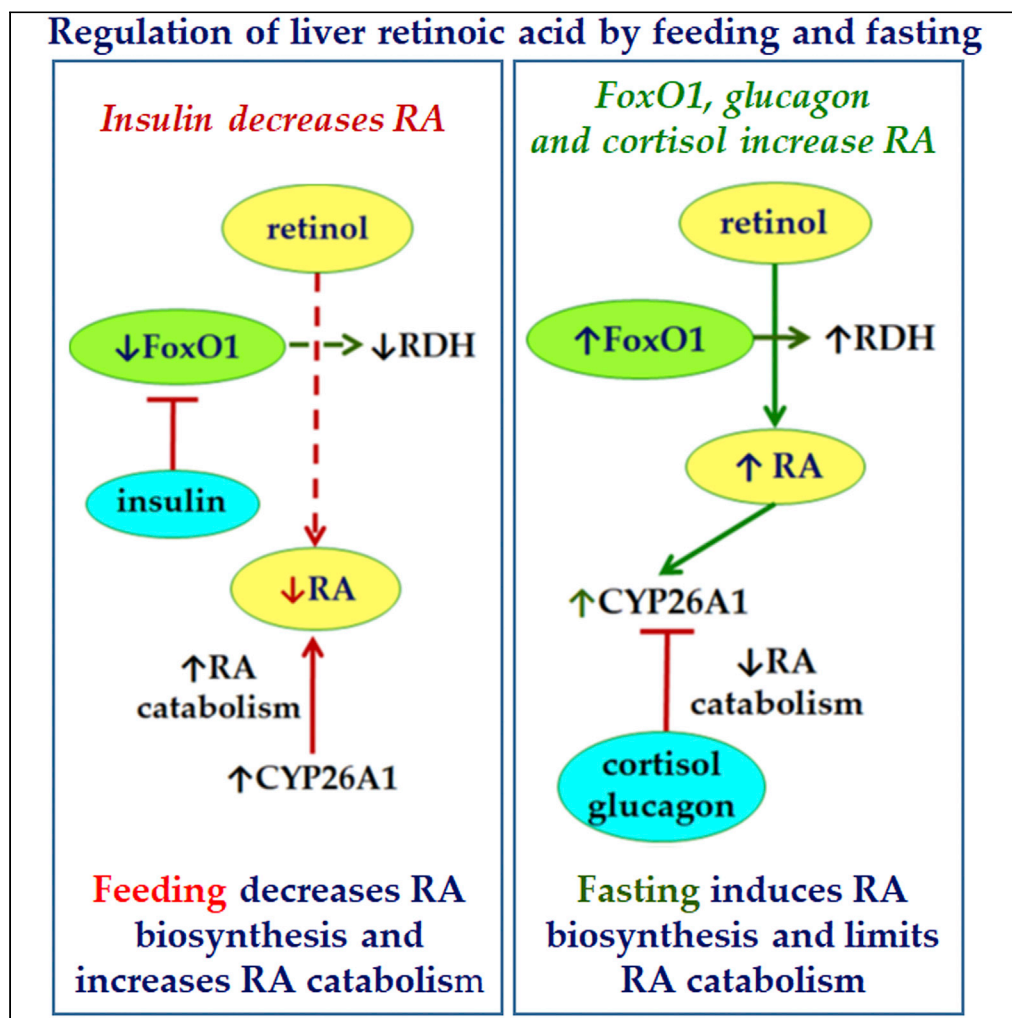 Regulation of liver retinoic acid by feeding and fasting
Insulin decreases RA
retinol
↓FoxO1
↓RDH
insulin
↓RA
↑RA
catabolism
↑CYP26A1
Feeding decreases RA
biosynthesis and
increases RA catabolism
FoxO1, glucagon
and cortisol increase RA
retinol
↑FoxO1
↑RDH
↑ RA
↑CYP26A1
↓RA
catabolism
cortisol
glucagon
Fasting induces RA
biosynthesis and limits
RA catabolism